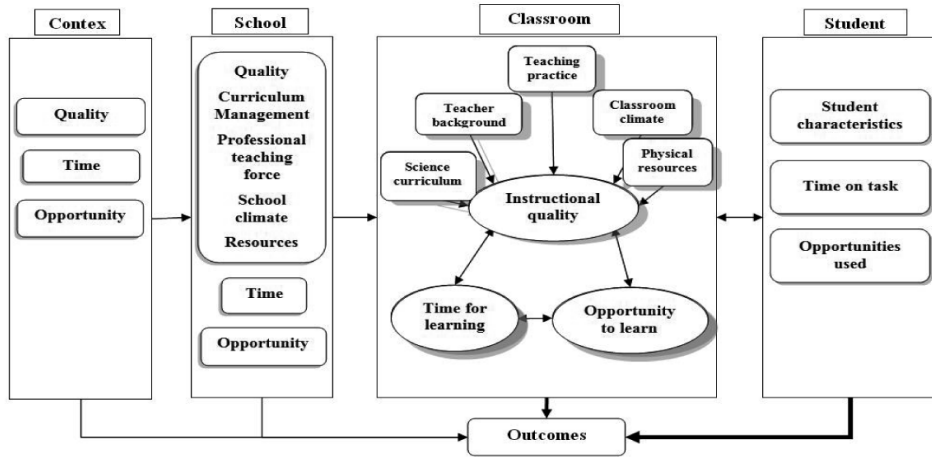 Contex
Quality
Time
Opportunity
School
Quality
Curriculum
Management
Professional
teaching
force
School
climate
Resources
Time
Opportunity
Classroom
Teaching
practice
Teacher
background
Classroom
climate
Science
curriculum
Physical
resources
Instructional
quality
Time for
learning
Opportunity
to learn
Student
Student
characteristics
Time on task
Opportunities
used
Outcomes